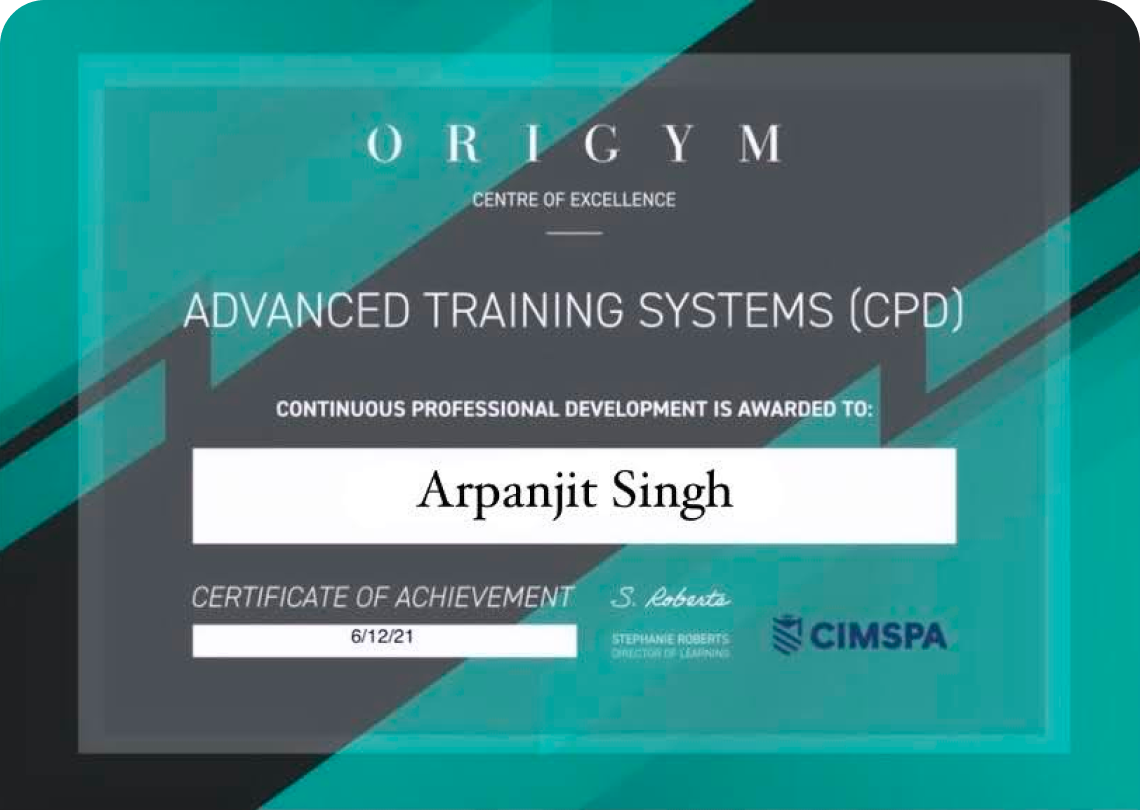 ORIGYM
CENTRE OF EXCELLENCE
ADVANCED TRAINING SYSTEMS (CPD)
CONTINUOUS PROFESSIONAL DEVELOPMENT IS AWARDED TO:
Arpanjit Singh
CERTIFICATE OF ACHIEVEMENT
6/12/21
S. Roberts
STEPHANIE ROBERTS
DIRECTOR OF LEARNING
CIMSPA